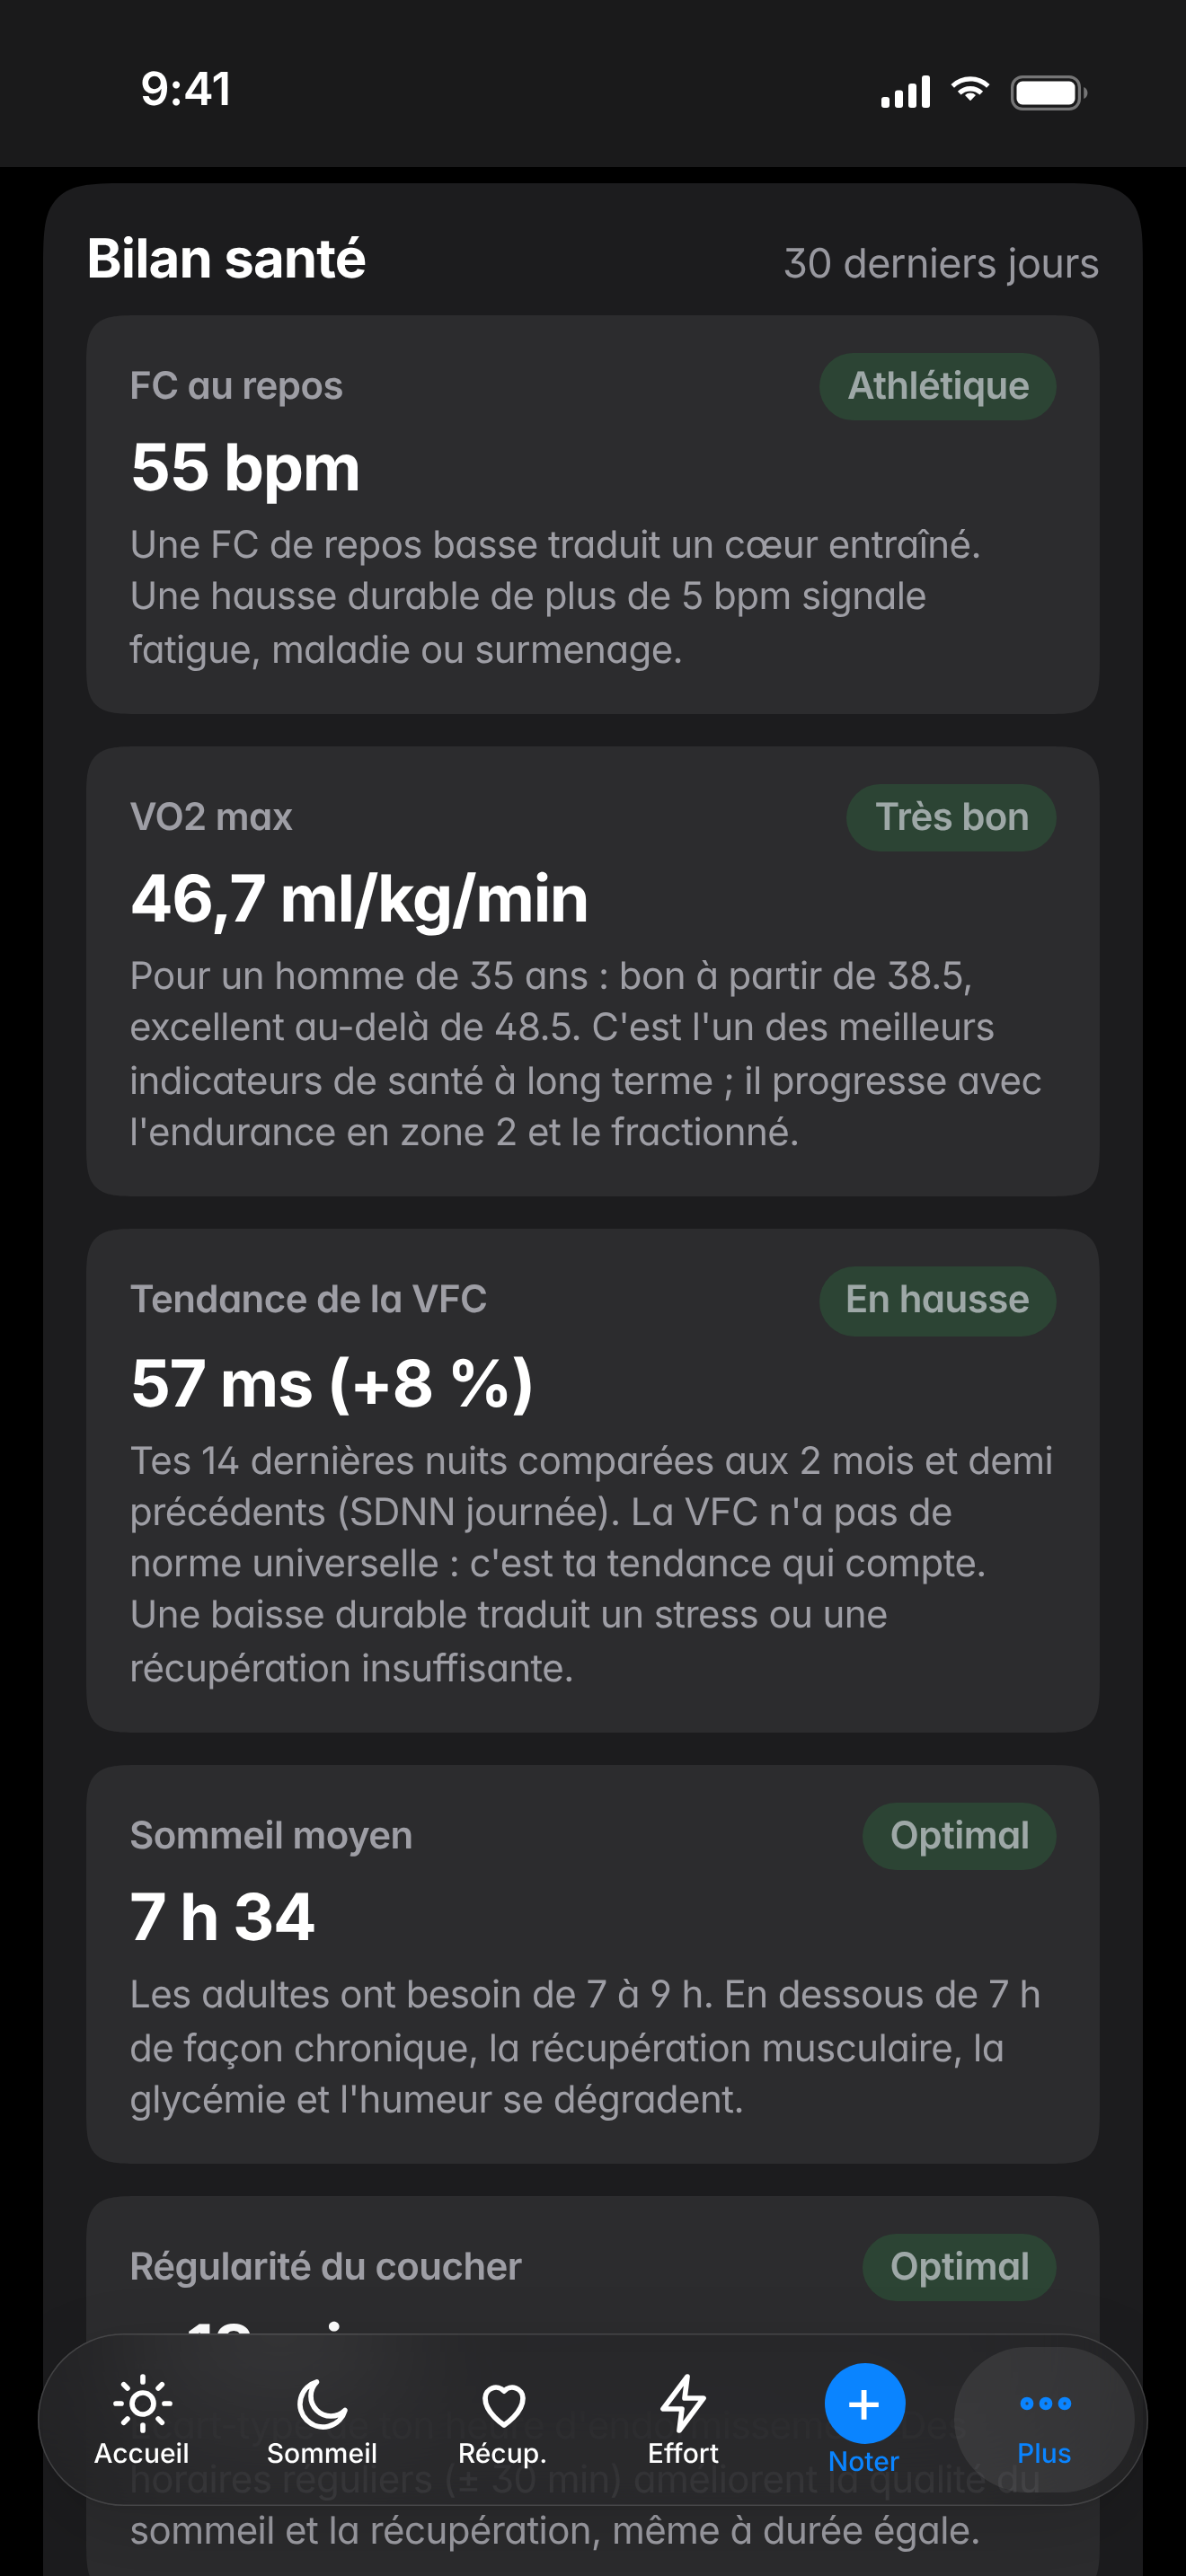 9:41
Bilan santé
30 derniers jours
FC au repos
Athlétique
55 bpm
Une FC de repos basse traduit un cœur entraîné.
Une hausse durable de plus de 5 bpm signale
fatigue, maladie ou surmenage.
VO2 max
Très bon
46,7 ml/kg/min
Pour un homme de 35 ans : bon à partir de 38.5,
excellent au-delà de 48.5. C'est l'un des meilleurs
indicateurs de santé à long terme ; il progresse avec
l'endurance en zone 2 et le fractionné.
Tendance de la VFC
En hausse
57 ms (+8 %)
Tes 14 dernières nuits comparées aux 2 mois et demi
précédents (SDNN journée). La VFC n'a pas de
norme universelle : c'est ta tendance qui compte.
Une baisse durable traduit un stress ou une
récupération insuffisante.
Sommeil moyen
Optimal
7 h 34
Les adultes ont besoin de 7 à 9 h. En dessous de 7 h
de façon chronique, la récupération musculaire, la
glycémie et l'humeur se dégradent.
Régularité du coucher
Optimal
Accueil
Sommeil
Récup.
Effort
Noter
Plus
horaires réguliers (± 30 min) améliorent la qualité du
sommeil et la récupération, même à durée égale.